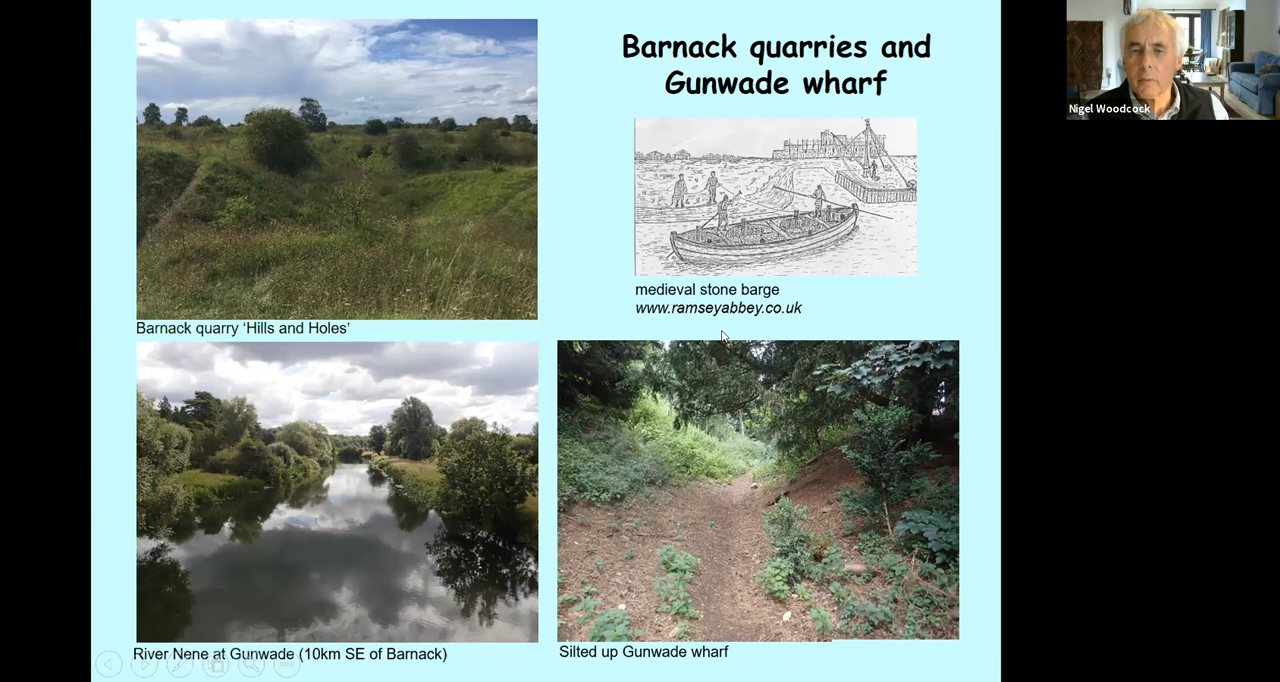 Barnack quarries and
Gunwade wharf
Nigel Woodcock
medieval stone barge
www.ramseyabbey.co.uk
Barnack quarry ‘Hills and Holes’
River Nene at Gunwade (10km SE of Barnack)
Silted up Gunwade wharf